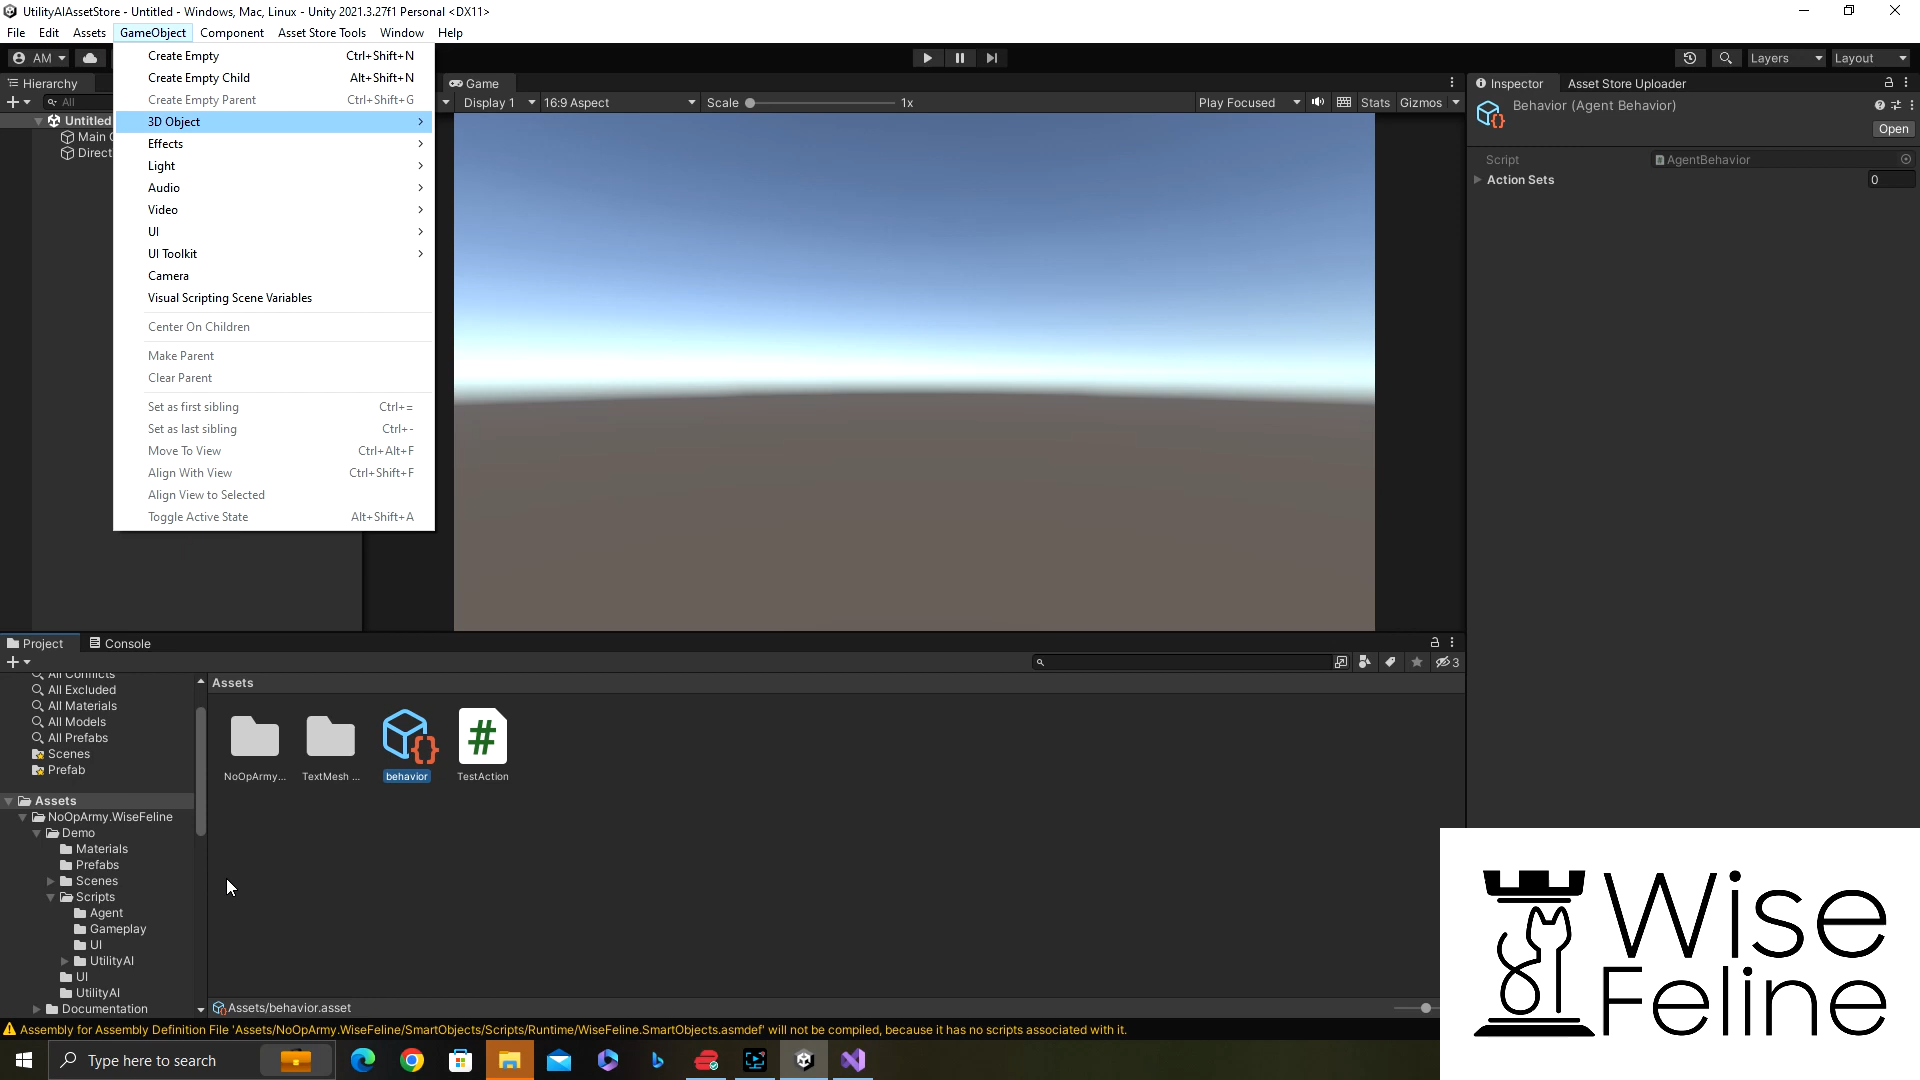 UtilityAIAssetStore - Untitled - Windows, Mac, Linux - Unity 2021.3.27f1 Personal <DX11>
File Edit Assets GameObject Component Asset Store Tools Window Help
AM
Layers Layout
Hierarchy
All
Untitled
Main C
Direct
Create Empty Ctrl+Shift+N
Create Empty Child Alt+Shift+N
Create Empty Parent Ctrl+Shift+G
3D Object
Effects
Light
Audio
Video
UI
UI Toolkit
Camera
Visual Scripting Scene Variables
Center On Children
Make Parent
Clear Parent
Set as first sibling Ctrl+=
Set as last sibling Ctrl+-
Move To View Ctrl+Alt+F
Align With View Ctrl+Shift+F
Align View to Selected
Toggle Active State Alt+Shift+A
Game
Display 1 16:9 Aspect Scale 1x Play Focused Stats Gizmos
Inspector Asset Store Uploader
Behavior (Agent Behavior)
Open
Script AgentBehavior
Action Sets 0
Project Console
3
All Conflicts
All Excluded
All Materials
All Models
All Prefabs
Scenes
Prefab
Assets
NoOpArmy.WiseFeline
Demo
Materials
Prefabs
Scenes
Scripts
Agent
Gameplay
UI
UtilityAI
UI
UtilityAI
Documentation
Assets
NoOpArmy... TextMesh ... behavior TestAction
Assets/behavior.asset
Assembly for Assembly Definition File 'Assets/NoOpArmy.WiseFeline/SmartObjects/Scripts/Runtime/WiseFeline.SmartObjects.asmdef' will not be compiled, because it has no scripts associated with it.
Type here to search
Wise
Feline